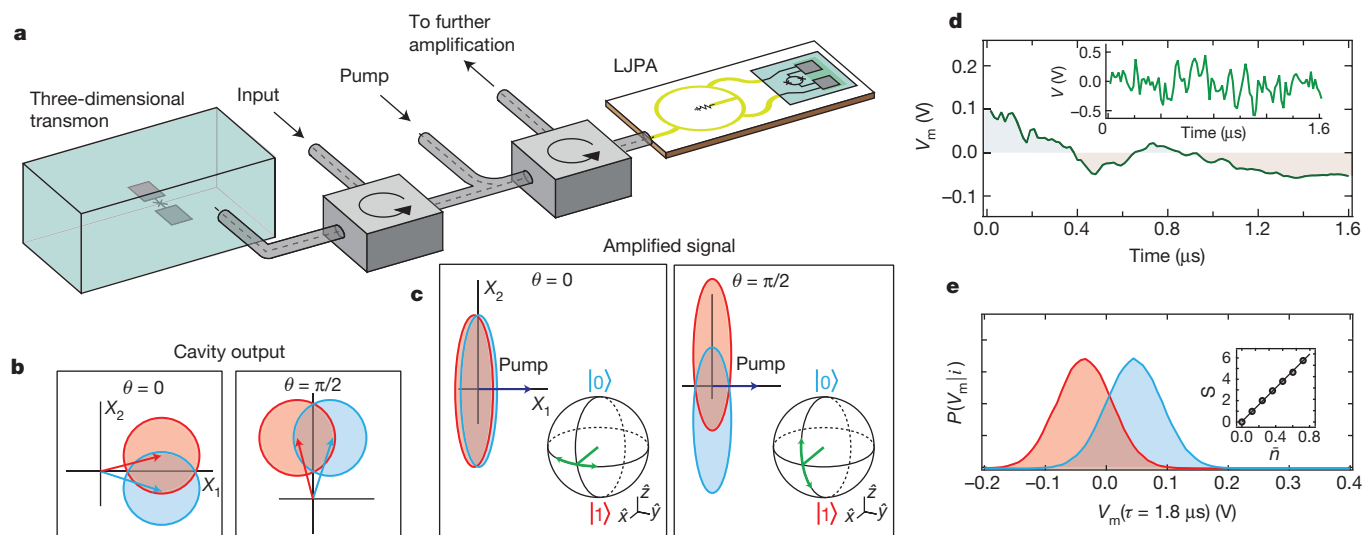 a
Three-dimensional
transmon
Input
Pump
To further
amplification
LJPA
b
Cavity output
θ = 0
X2
X1
θ = π/2
c
Amplified signal
θ = 0
X2
Pump
X1
|0⟩
|1⟩
x̂ ẑ ŷ
θ = π/2
Pump
|0⟩
|1⟩
x̂ ẑ ŷ
d
Vm (V)
0.2
0.1
0.0
−0.1
0.0 0.4 0.8 1.2 1.6
Time (μs)
V (V)
0.5
0.0
−0.5
0 1.6
Time (μs)
e
P(Vm|i)
−0.2 −0.1 0.0 0.1 0.2 0.3 0.4
Vm(τ = 1.8 μs) (V)
S
6
4
2
0
0.0 0.4 0.8
n̄